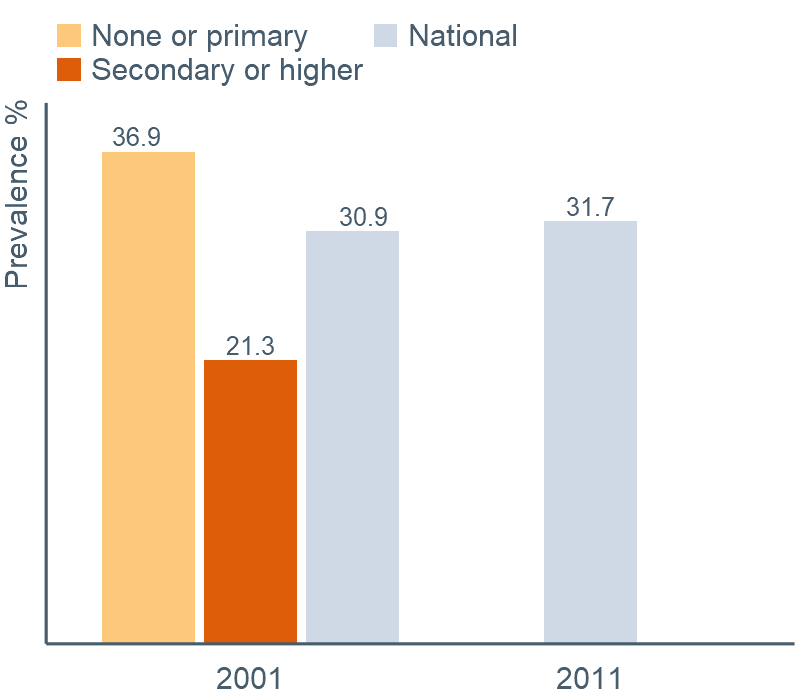 None or primary
National
Secondary or higher
Prevalence %
36.9
21.3
30.9
31.7
2001
2011